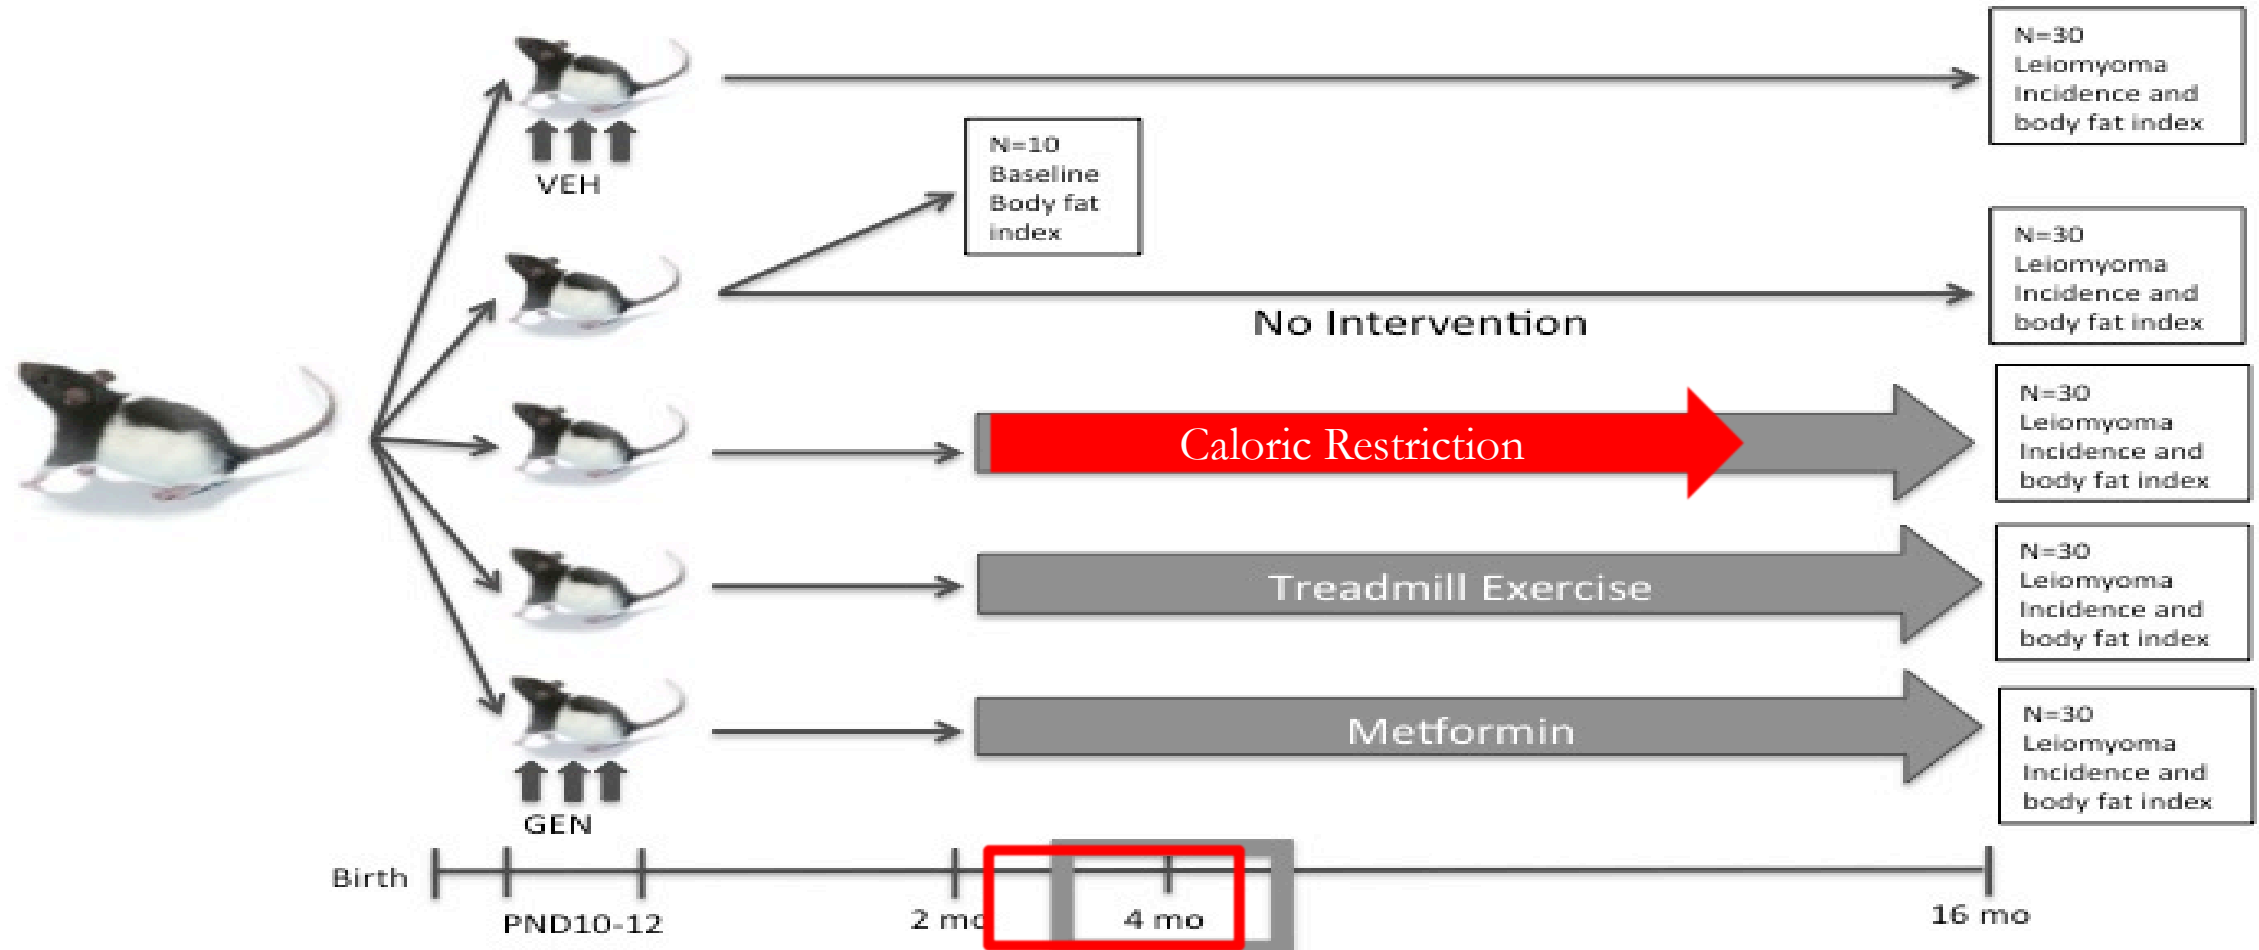 N=30
Leiomyoma
Incidence and
body fat index
VEH
N=10
Baseline
Body fat
index
N=30
Leiomyoma
Incidence and
body fat index
No Intervention
Caloric Restriction
N=30
Leiomyoma
Incidence and
body fat index
Treadmill Exercise
N=30
Leiomyoma
Incidence and
body fat index
Metformin
N=30
Leiomyoma
Incidence and
body fat index
GEN
Birth
PND10-12
2 mo
4 mo
16 mo